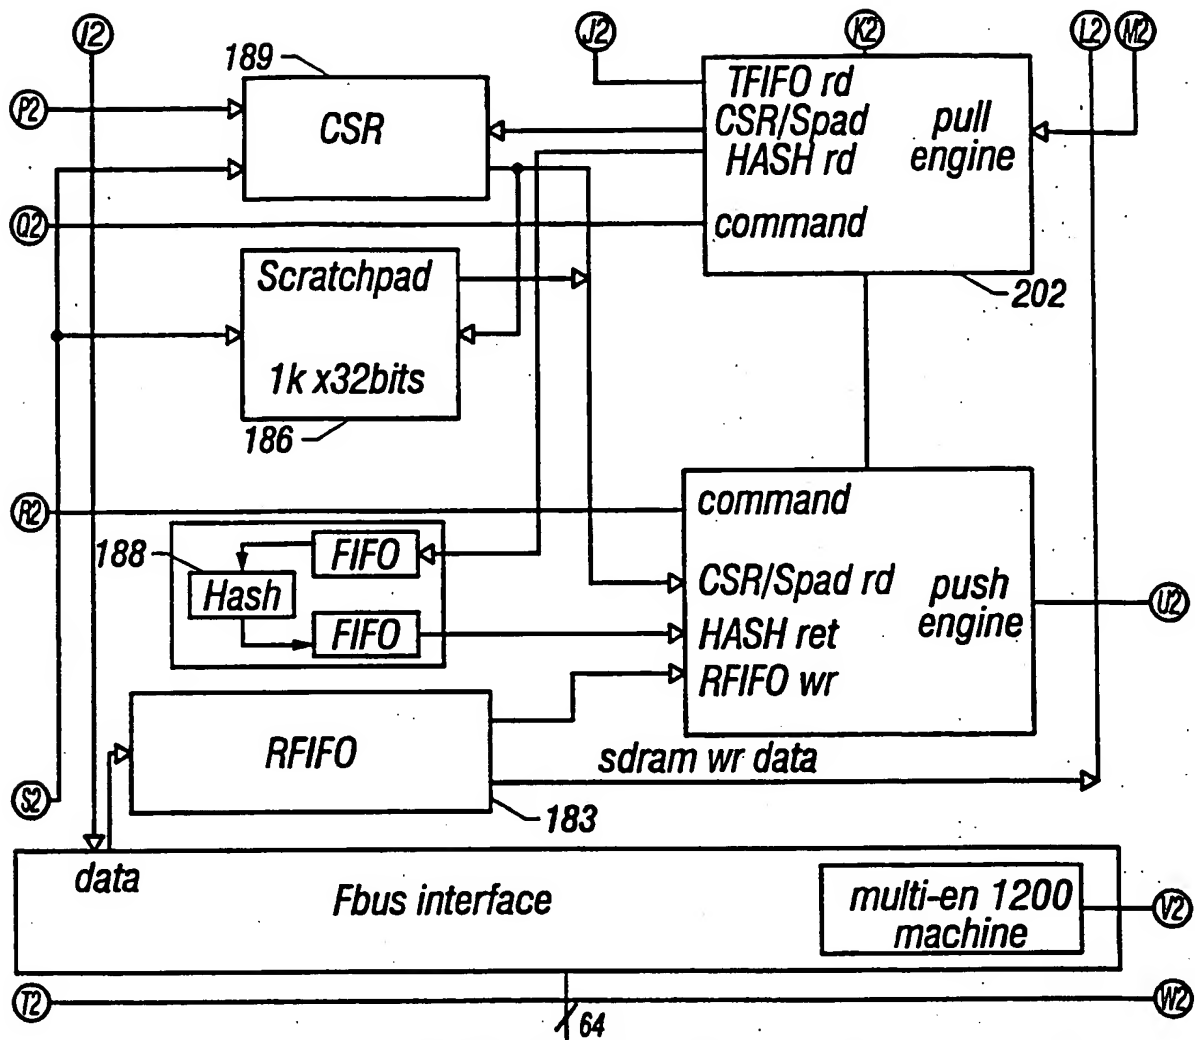 I2
J2
K2
L2
M2
189
P2
CSR
TFIFO rd
CSR/Spad
HASH rd
pull
engine
Q2
command
Scratchpad
1k x32bits
186
202
R2
command
188
FIFO
Hash
FIFO
CSR/Spad rd
HASH ret
RFIFO wr
push
engine
U2
RFIFO
sdram wr data
S2
183
data
Fbus interface
multi-en 1200
machine
V2
T2
W2
64